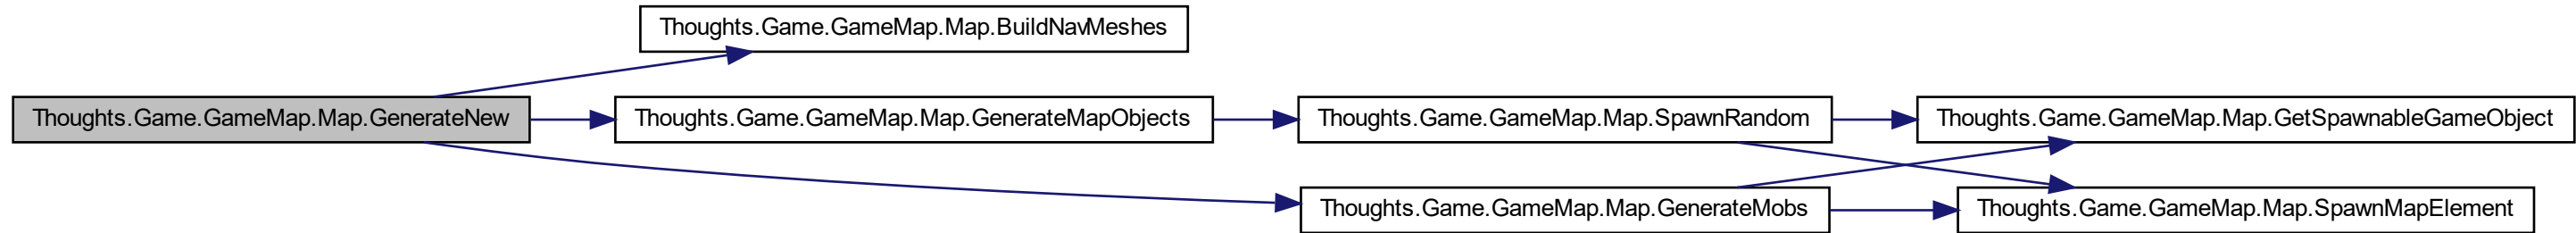 Thoughts.Game.GameMap.Map.BuildNavMeshes
Thoughts.Game.GameMap.Map.GenerateNew
Thoughts.Game.GameMap.Map.GenerateMapObjects
Thoughts.Game.GameMap.Map.SpawnRandom
Thoughts.Game.GameMap.Map.GetSpawnableGameObject
Thoughts.Game.GameMap.Map.GenerateMobs
Thoughts.Game.GameMap.Map.SpawnMapElement